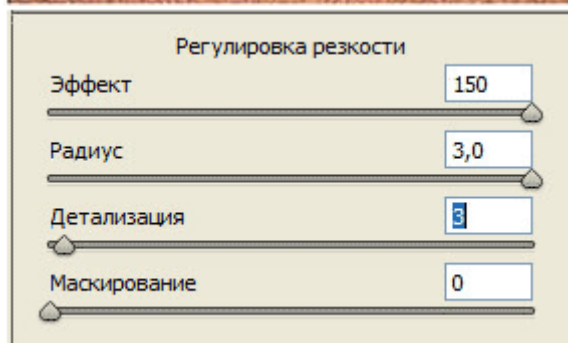 Регулировка резкости
Эффект 150
Радиус 3,0
Детализация 3
Маскирование 0